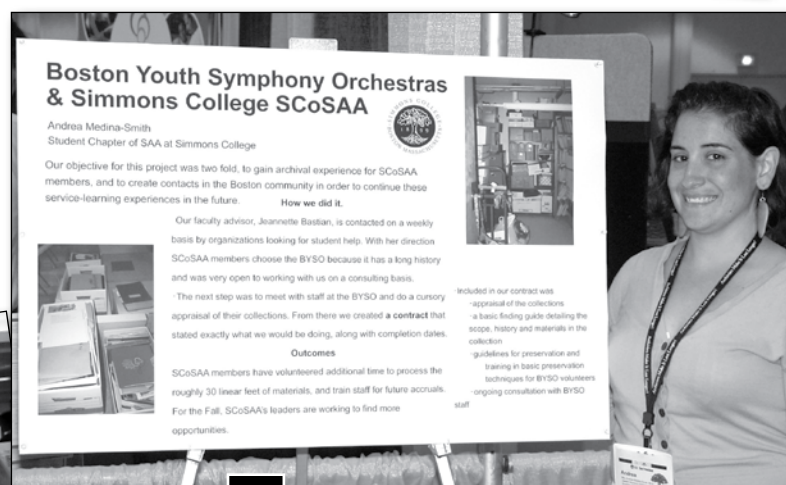 Boston Youth Symphony Orchestras
& Simmons College SCoSAA
Andrea Medina-Smith
Student Chapter of SAA at Simmons College
Our objective for this project was two fold, to gain archival experience for SCoSAA
members, and to create contacts in the Boston community in order to continue these
service-learning experiences in the future.
How we did it.
Our faculty advisor, Jeannette Bastian, is contacted on a weekly
basis by organizations looking for student help. With her direction
SCoSAA members choose the BYSO because it has a long history
and was very open to working with us on a consulting basis.
·The next step was to meet with staff at the BYSO and do a cursory
appraisal of their collections. From there we created a contract that
stated exactly what we would be doing, along with completion dates.
Outcomes
SCoSAA members have volunteered additional time to process the
roughly 30 linear feet of materials, and train staff for future accruals.
For the Fall, SCoSAA's leaders are working to find more
opportunities.
SIMMONS COLLEGE
·Included in our contract was
-appraisal of the collections
-a basic finding guide detailing the
scope, history and materials in the
collection
-guidelines for preservation and
training in basic preservation
techniques for BYSO volunteers
-ongoing consultation with BYSO
staff
Andrea